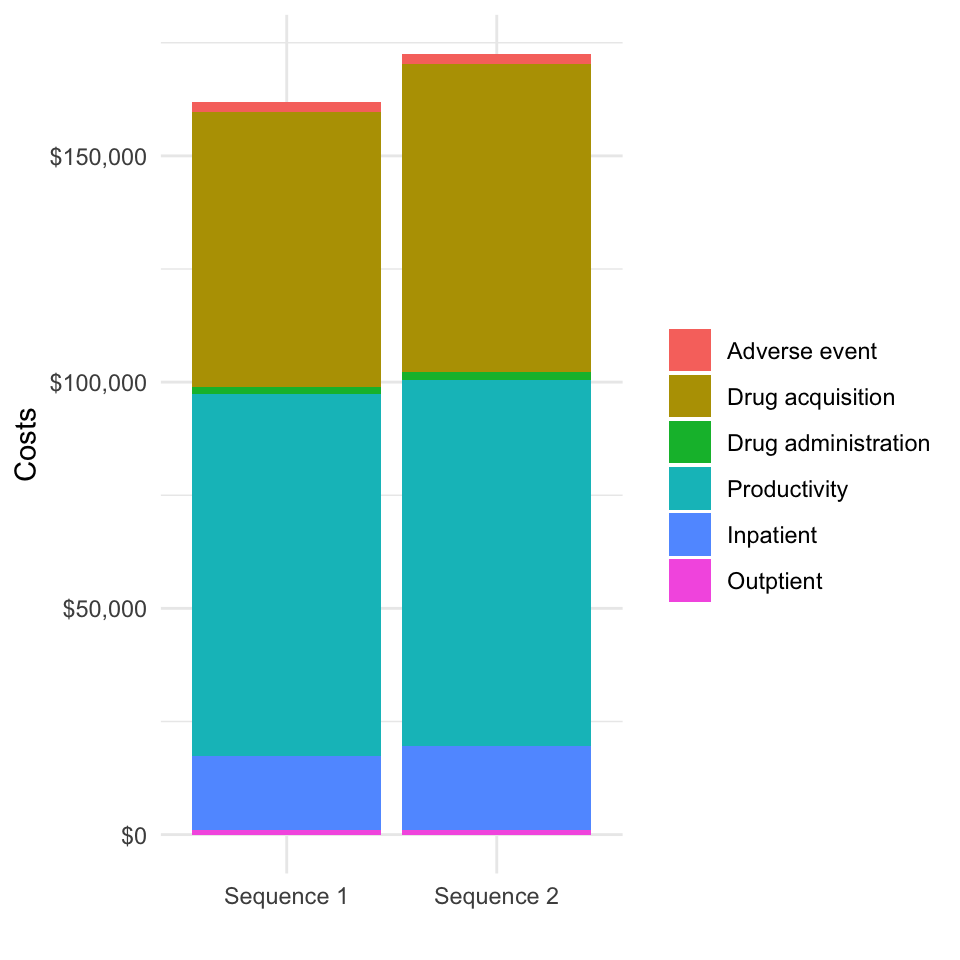 Costs
$150,000
$100,000
$50,000
$0
Sequence 1
Sequence 2
Adverse event
Drug acquisition
Drug administration
Productivity
Inpatient
Outptient